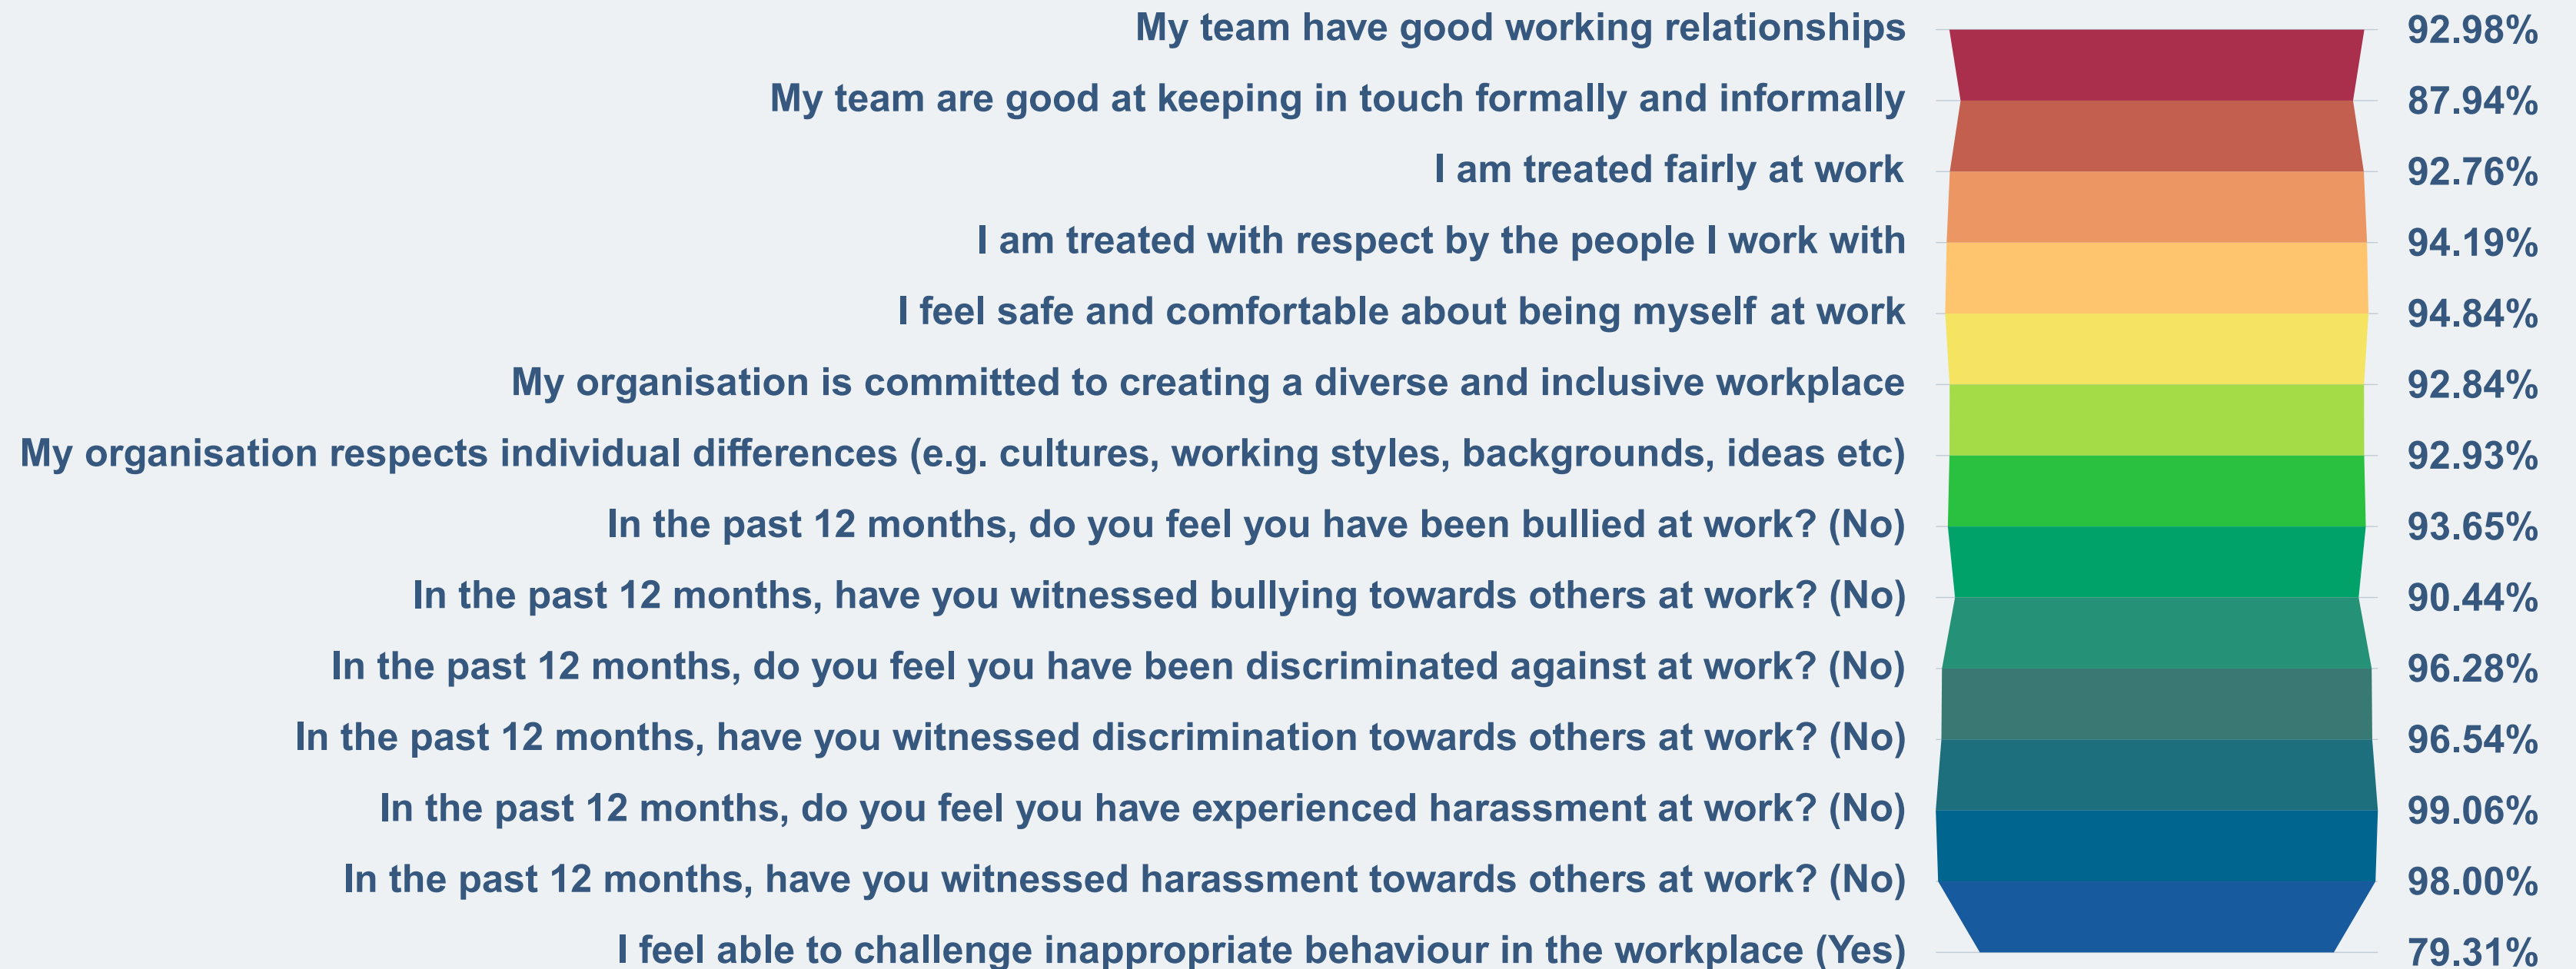 My team have good working relationships 92.98%
My team are good at keeping in touch formally and informally 87.94%
I am treated fairly at work 92.76%
I am treated with respect by the people I work with 94.19%
I feel safe and comfortable about being myself at work 94.84%
My organisation is committed to creating a diverse and inclusive workplace 92.84%
My organisation respects individual differences (e.g. cultures, working styles, backgrounds, ideas etc) 92.93%
In the past 12 months, do you feel you have been bullied at work? (No) 93.65%
In the past 12 months, have you witnessed bullying towards others at work? (No) 90.44%
In the past 12 months, do you feel you have been discriminated against at work? (No) 96.28%
In the past 12 months, have you witnessed discrimination towards others at work? (No) 96.54%
In the past 12 months, do you feel you have experienced harassment at work? (No) 99.06%
In the past 12 months, have you witnessed harassment towards others at work? (No) 98.00%
I feel able to challenge inappropriate behaviour in the workplace (Yes) 79.31%